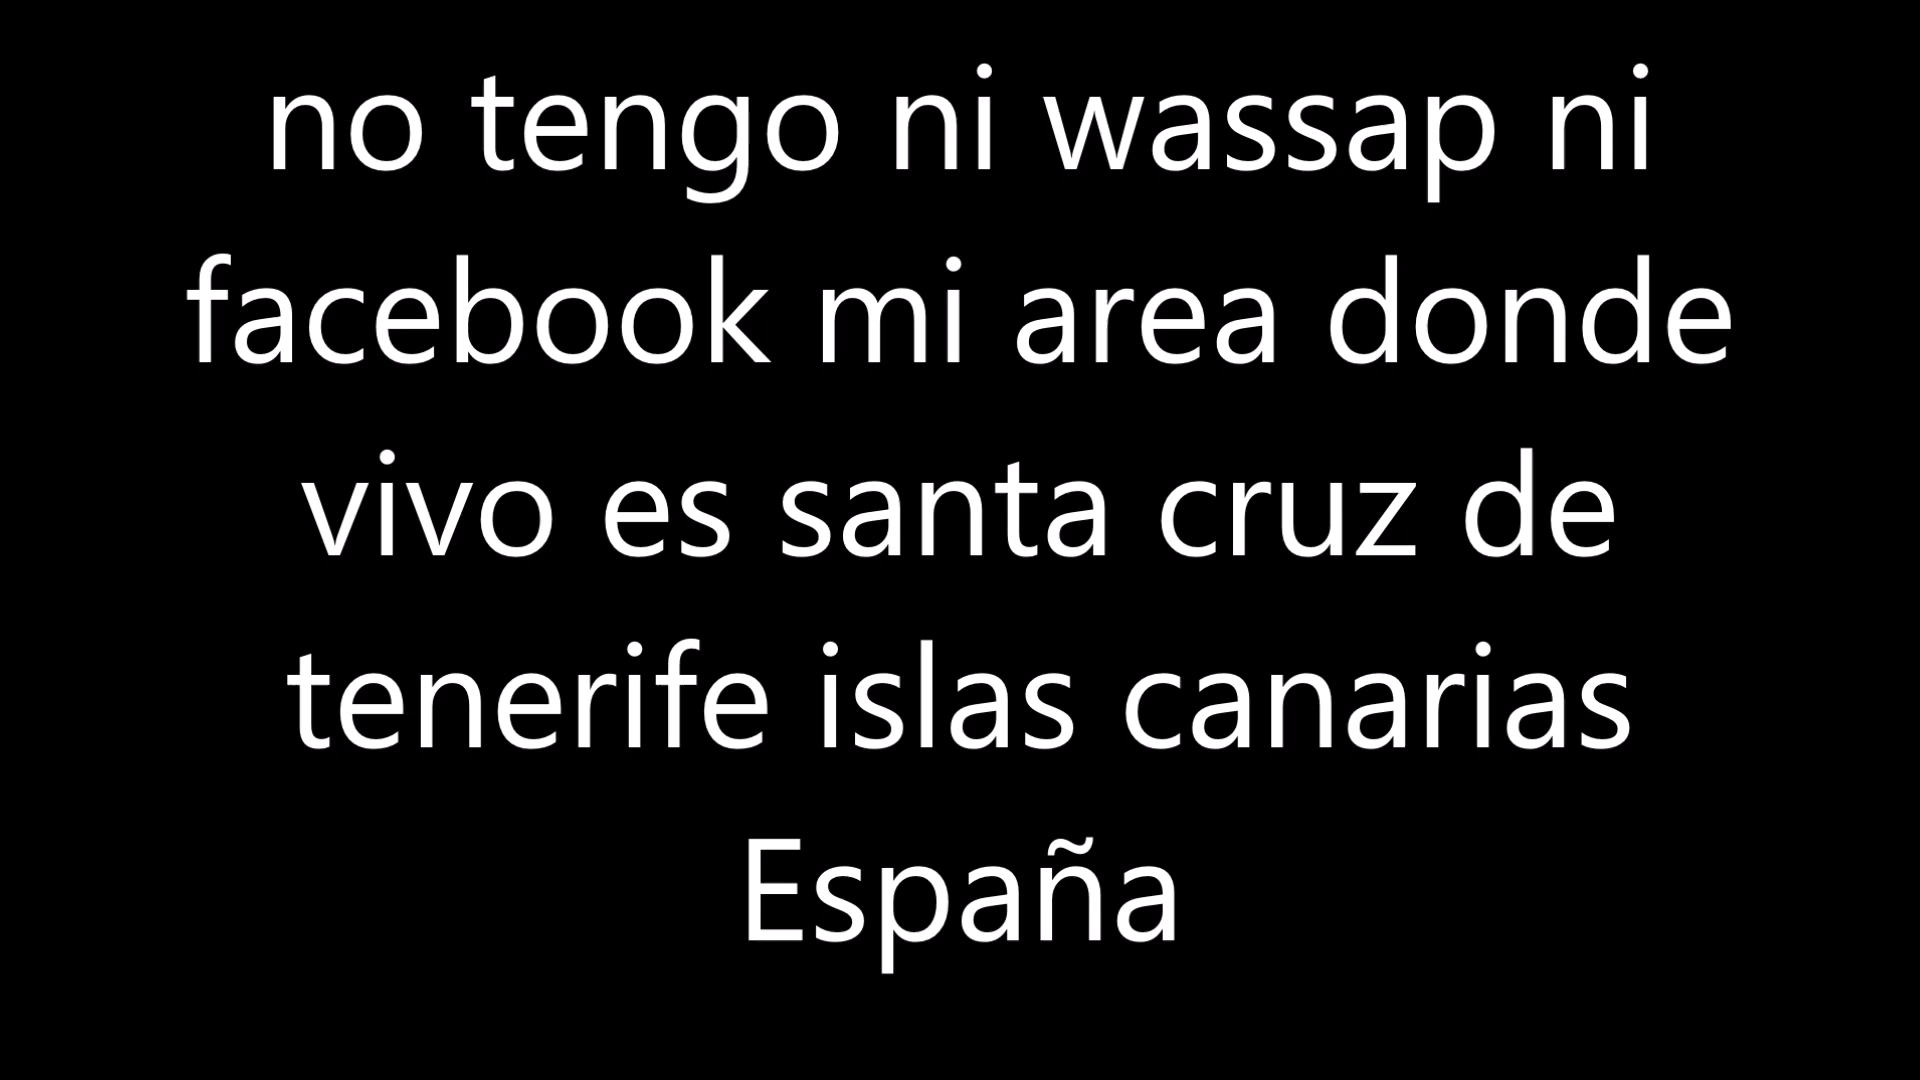 no tengo ni wassap ni
facebook mi area donde
vivo es santa cruz de
tenerife islas canarias
España